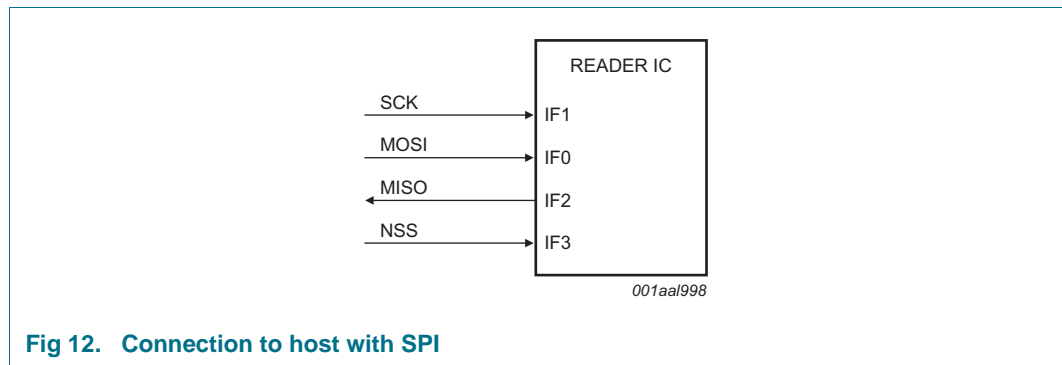 READER IC
SCK IF1
MOSI IF0
MISO IF2
NSS IF3
001aal998
Fig 12. Connection to host with SPI